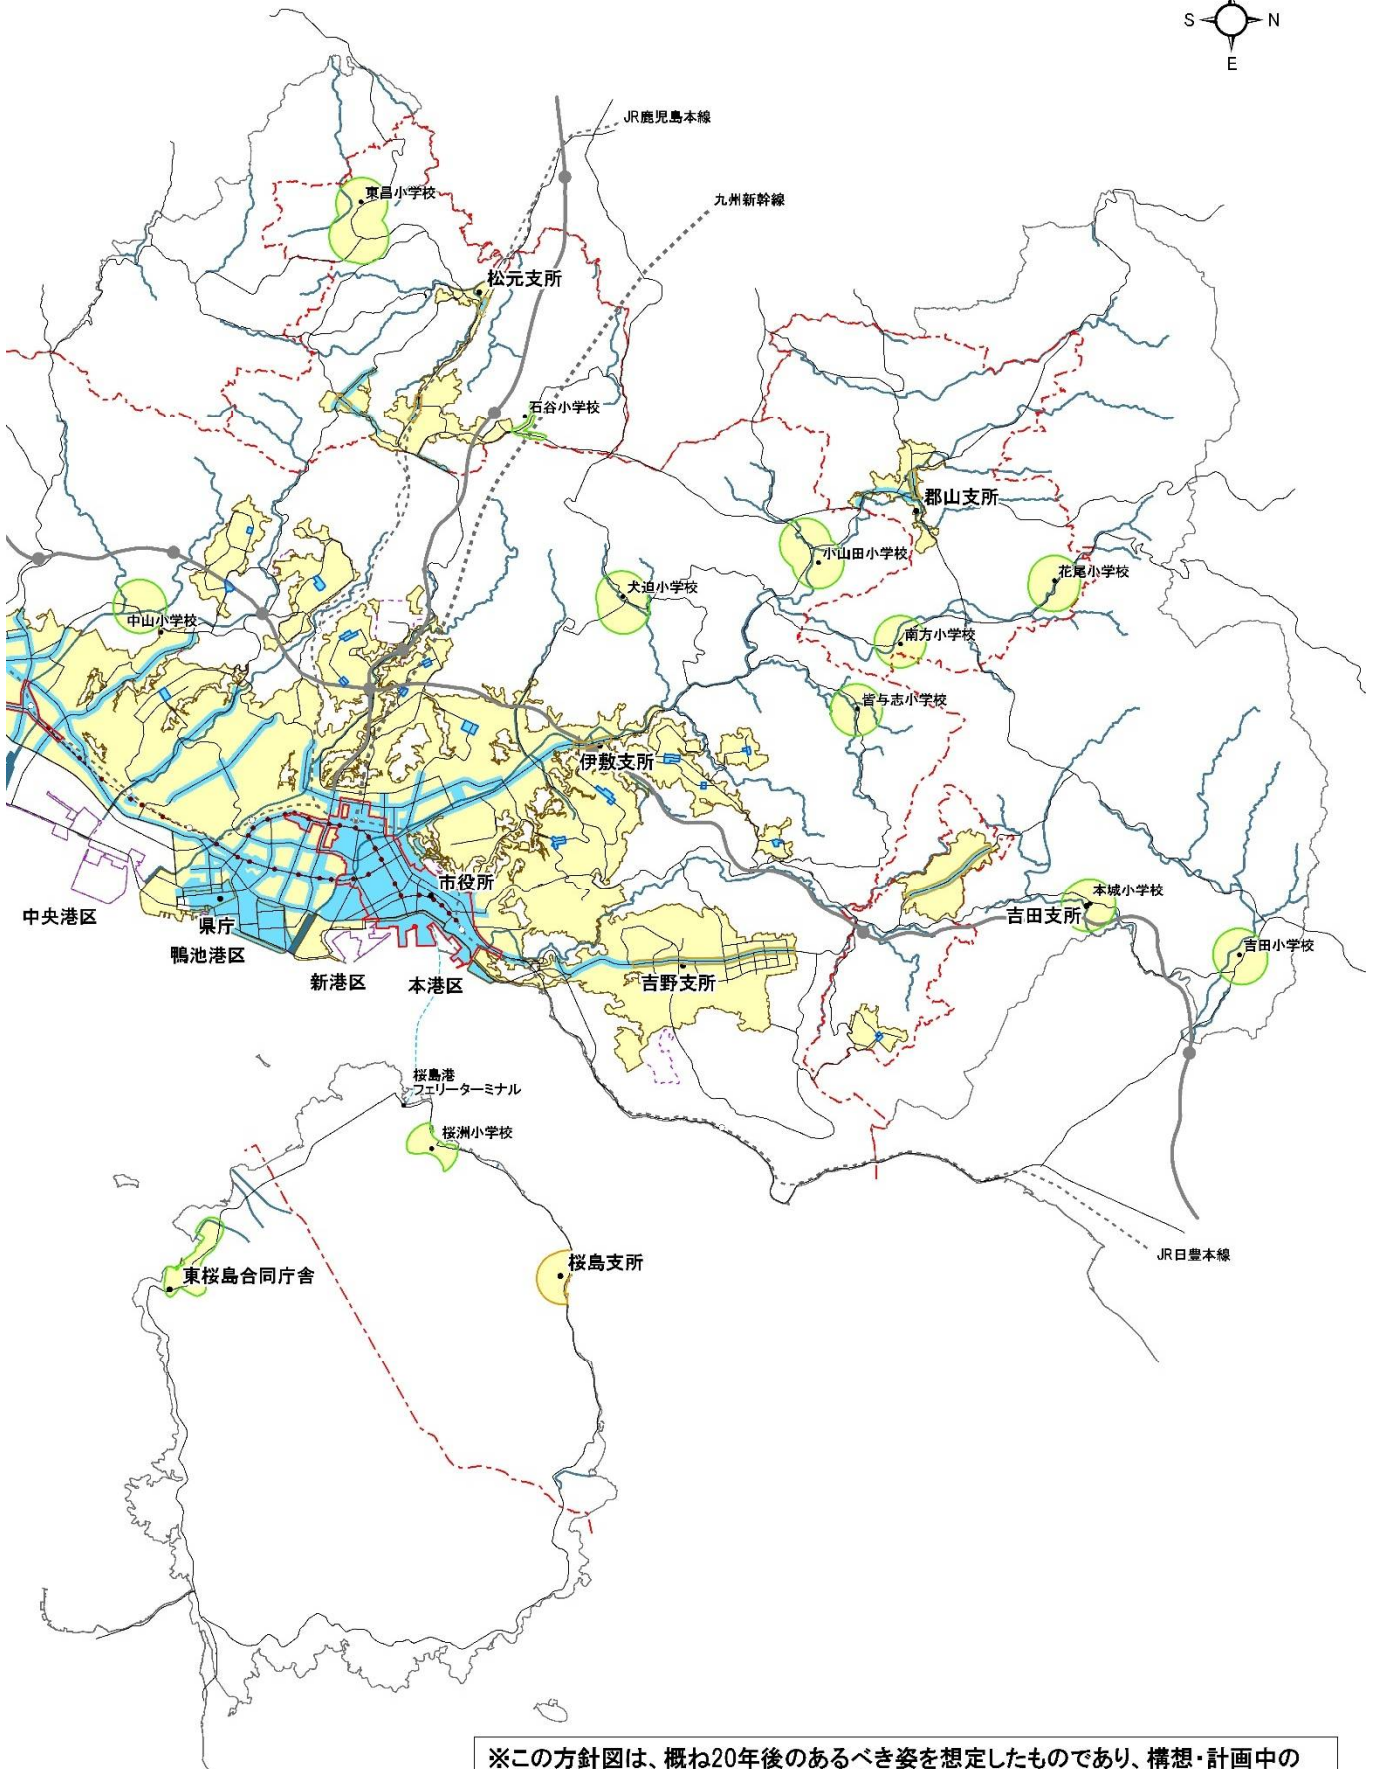 S N
E
JR鹿児島本線
東昌小学校
九州新幹線
松元支所
石谷小学校
郡山支所
小山田小学校
花尾小学校
犬迫小学校
中山小学校
南方小学校
皆与志小学校
伊敷支所
市役所
本城小学校
中央港区
県庁
吉田支所
鴨池港区
吉田小学校
新港区
本港区
吉野支所
桜島港
フェリーターミナル
桜洲小学校
JR日豊本線
桜島支所
東桜島合同庁舎
※この方針図は、概ね20年後のあるべき姿を想定したものであり、構想・計画中の